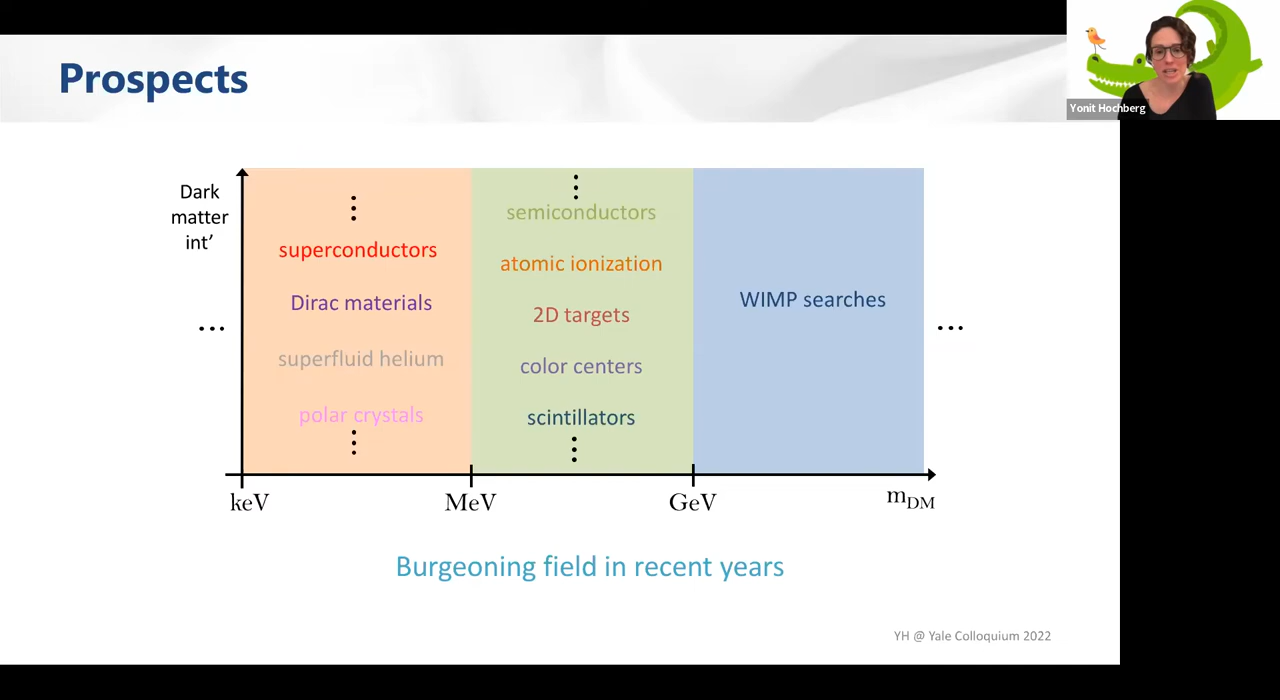 Prospects
Yonit Hochberg
Dark
matter
int’
⋮
superconductors
Dirac materials
superfluid helium
polar crystals
⋮
⋮
semiconductors
atomic ionization
2D targets
color centers
scintillators
⋮
WIMP searches
...
...
keV
MeV
GeV
mDM
Burgeoning field in recent years
YH @ Yale Colloquium 2022